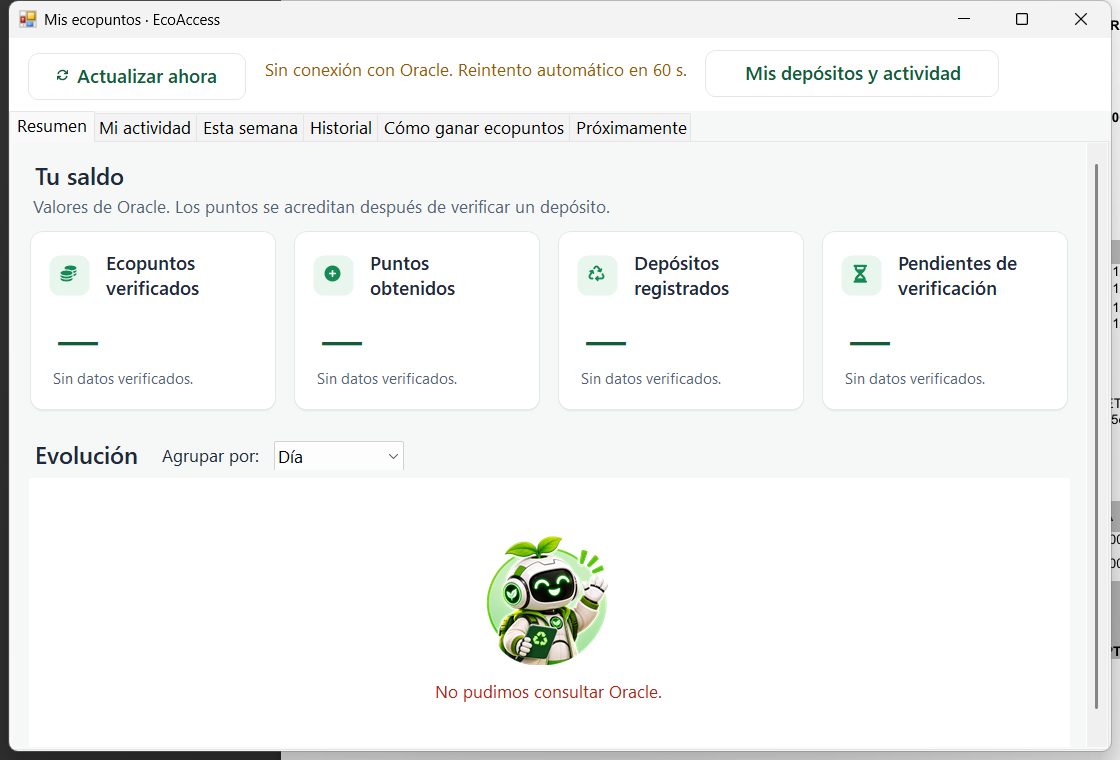 Mis ecopuntos · EcoAccess
Actualizar ahora
Sin conexión con Oracle. Reintento automático en 60 s.
Mis depósitos y actividad
Resumen
Mi actividad
Esta semana
Historial
Cómo ganar ecopuntos
Próximamente
Tu saldo
Valores de Oracle. Los puntos se acreditan después de verificar un depósito.
Ecopuntos
verificados
Sin datos verificados.
Puntos
obtenidos
Sin datos verificados.
Depósitos
registrados
Sin datos verificados.
Pendientes de
verificación
Sin datos verificados.
Evolución
Agrupar por:
Día
No pudimos consultar Oracle.